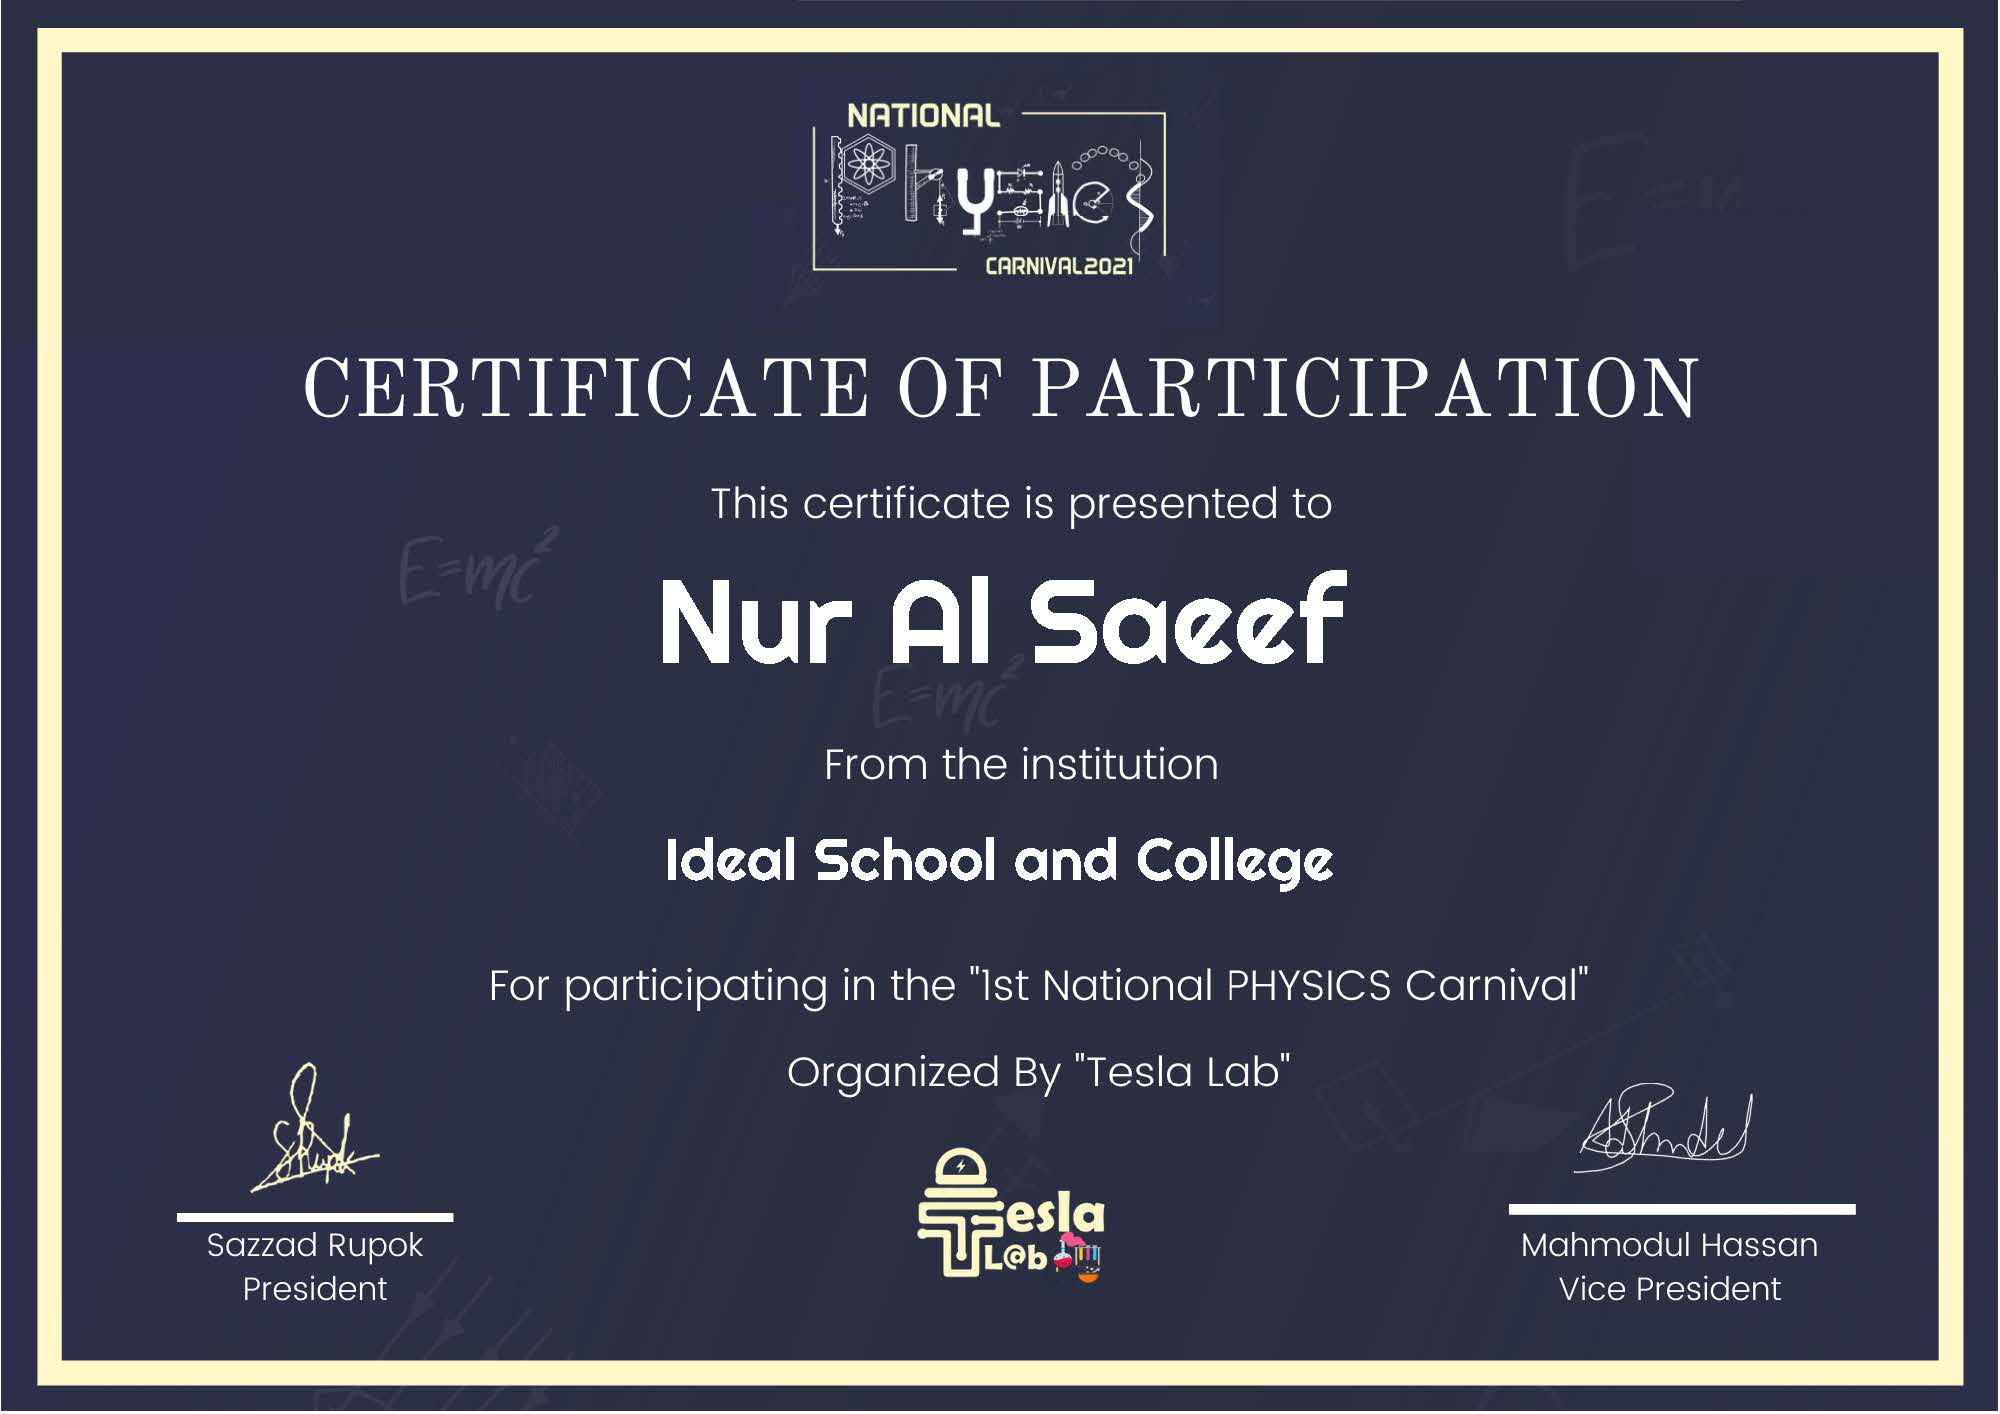 NATIONAL
PHYSICS
CARNIVAL2021
CERTIFICATE OF PARTICIPATION
This certificate is presented to
Nur Al Saeef
E=mc²
E=mc²
From the institution
Ideal School and College
For participating in the "1st National PHYSICS Carnival"
Organized By "Tesla Lab"
Tesla
L@b
Sazzad Rupok
President
Mahmodul Hassan
Vice President